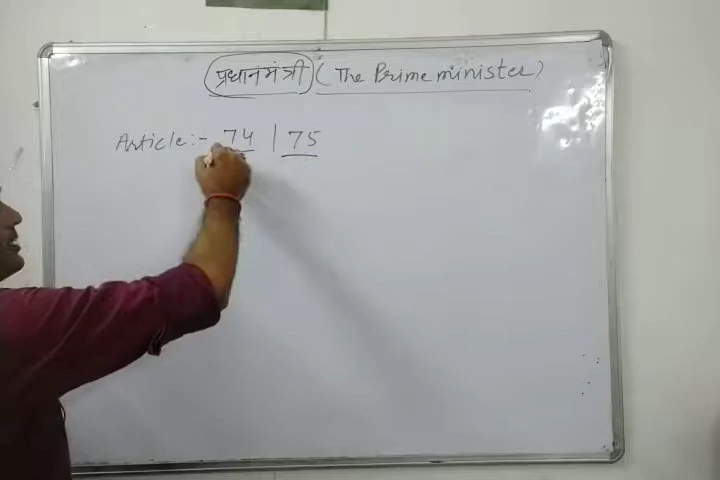 प्रधानमंत्री (The Prime minister)
Article:- 74 | 75